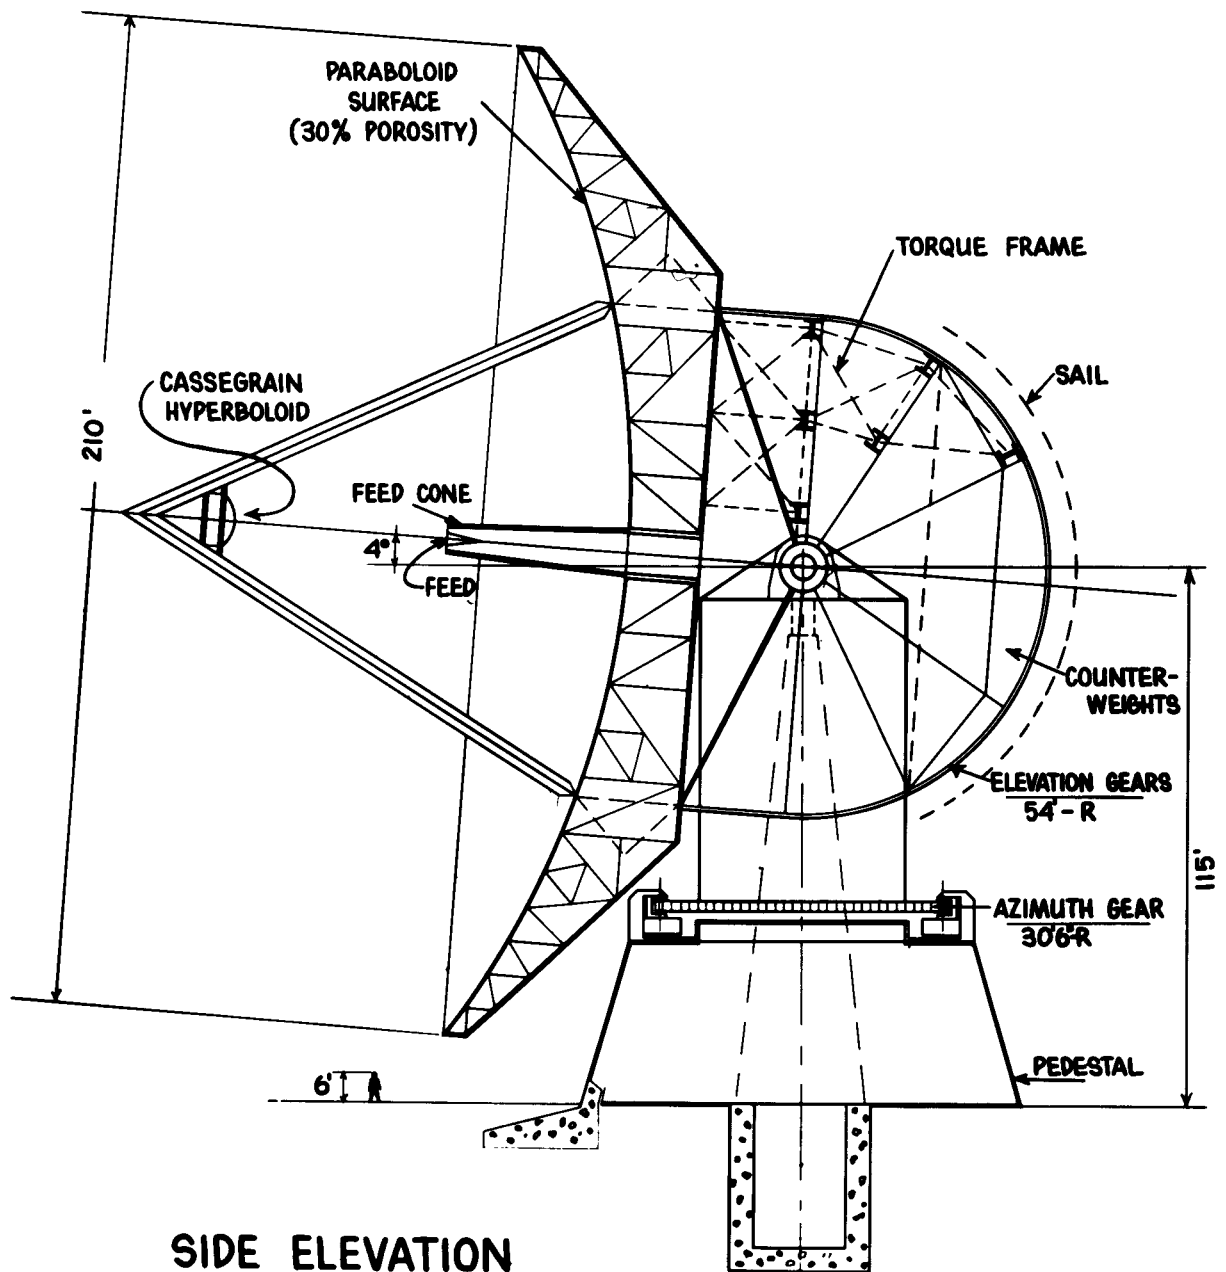 PARABOLOID
SURFACE
(30% POROSITY)
TORQUE FRAME
SAIL
CASSEGRAIN
HYPERBOLOID
210'
FEED CONE
4°
FEED
COUNTER-
WEIGHTS
ELEVATION GEARS
54'-R
115'
AZIMUTH GEAR
30'6"-R
PEDESTAL
6'
SIDE ELEVATION